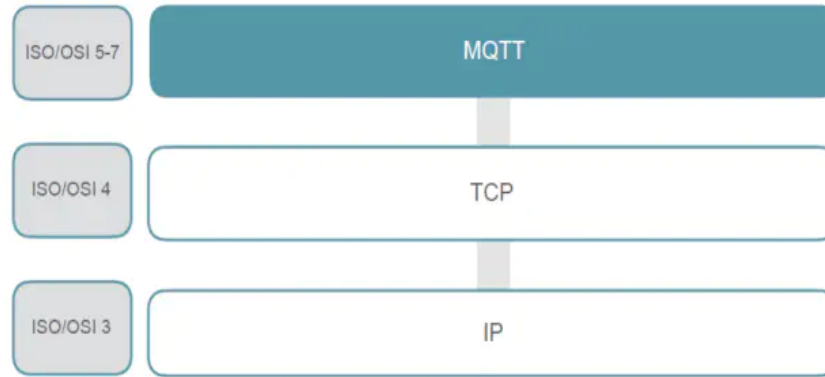 ISO/OSI 5-7
MQTT
ISO/OSI 4
TCP
ISO/OSI 3
IP